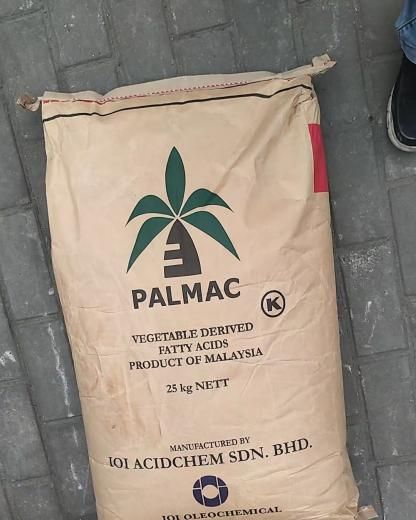 PALMAC
K
VEGETABLE DERIVED
FATTY ACIDS
PRODUCT OF MALAYSIA
25 kg NETT
MANUFACTURED BY
IOI ACIDCHEM SDN. BHD.
IOI OLEOCHEMICAL